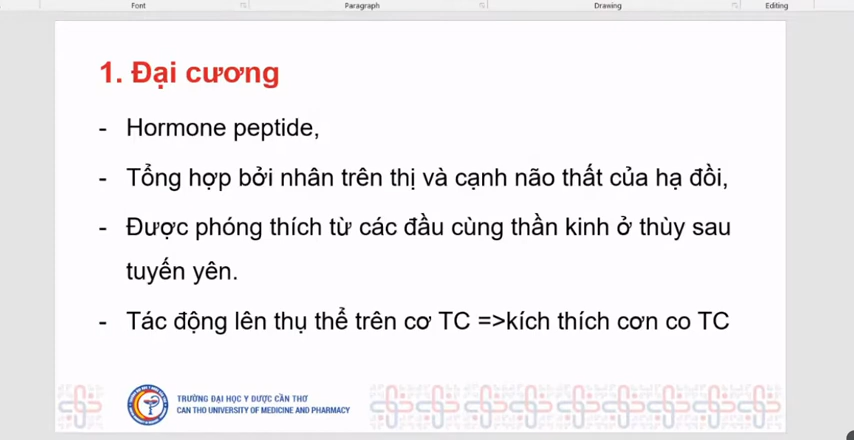 Font Paragraph Drawing Editing
1. Đại cương
- Hormone peptide,
- Tổng hợp bởi nhân trên thị và cạnh não thất của hạ đồi,
- Được phóng thích từ các đầu cùng thần kinh ở thùy sau
tuyến yên.
- Tác động lên thụ thể trên cơ TC =>kích thích cơn co TC
TRƯỜNG ĐẠI HỌC Y DƯỢC CẦN THƠ
CAN THO UNIVERSITY OF MEDICINE AND PHARMACY